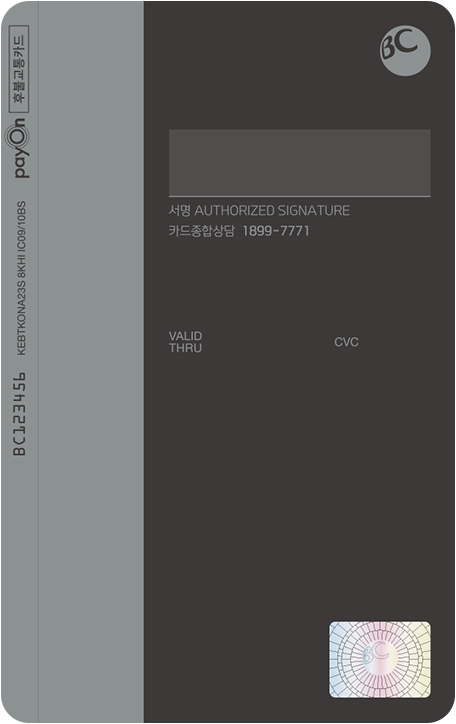 BC
서명 AUTHORIZED SIGNATURE
카드종합상담 1899-7771
VALID
THRU
CVC
후불교통카드
payOn
KEBTKONA23S 8KHI IC09/10BS
BC123456
BC